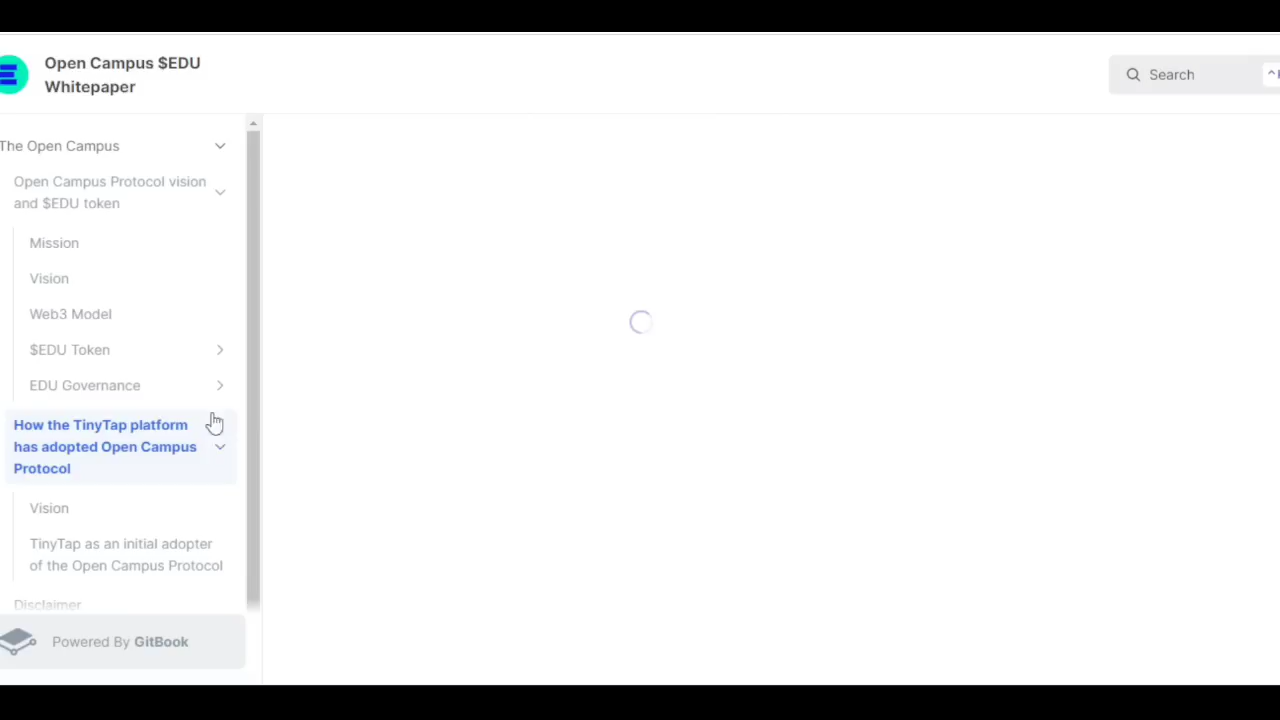 Open Campus $EDU
Whitepaper
Search
The Open Campus
Open Campus Protocol vision
and $EDU token
Mission
Vision
Web3 Model
$EDU Token
EDU Governance
How the TinyTap platform
has adopted Open Campus
Protocol
Vision
TinyTap as an initial adopter
of the Open Campus Protocol
Disclaimer
Powered By GitBook